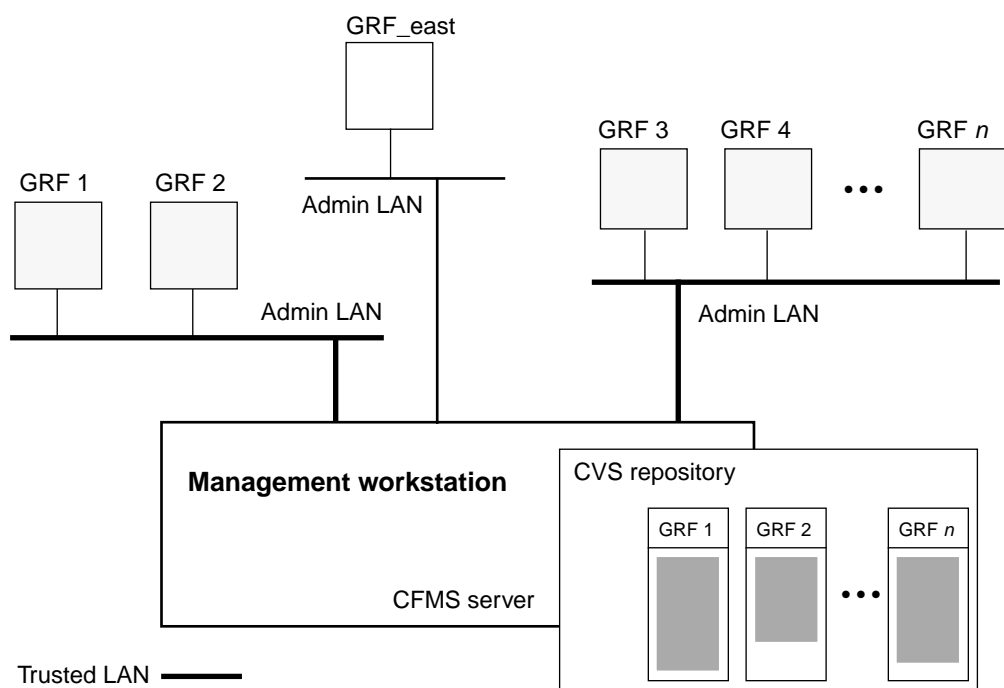 GRF_east
GRF 3
GRF 4
GRF n
GRF 1
GRF 2
Admin LAN
Admin LAN
Admin LAN
Management workstation
CVS repository
GRF 1
GRF 2
GRF n
CFMS server
Trusted LAN